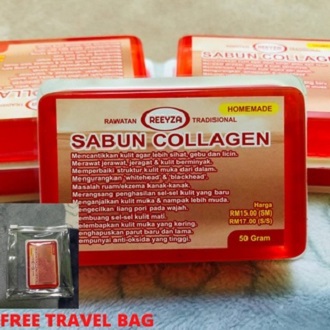 HOMEMADE
RAWATAN REEYZA TRADISIONAL
SABUN COLLAGEN
Mencantikkan kulit agar lebih sihat, gebu dan licin.
Merawat jerawat, jeragat & kulit berminyak.
Memperbaiki struktur kulit muka dari dalam.
Mengurangkan 'whitehead' & 'blackhead'
Masalah ruam/ekzema kanak-kanak.
Merangsang penghasilan sel-sel kulit yang baru
Menganjalkan kulit muka & nampak lebih muda.
Mengecilkan liang pori pada wajah.
Membuang sel-sel kulit mati.
Melembapkan kulit muka yang kering.
Menghapuskan parut baru dan lama.
Mempunyai anti-oksida yang tinggi.
Harga
RM15.00 (SM)
RM17.00 (S/S)
50 Gram
FREE TRAVEL BAG